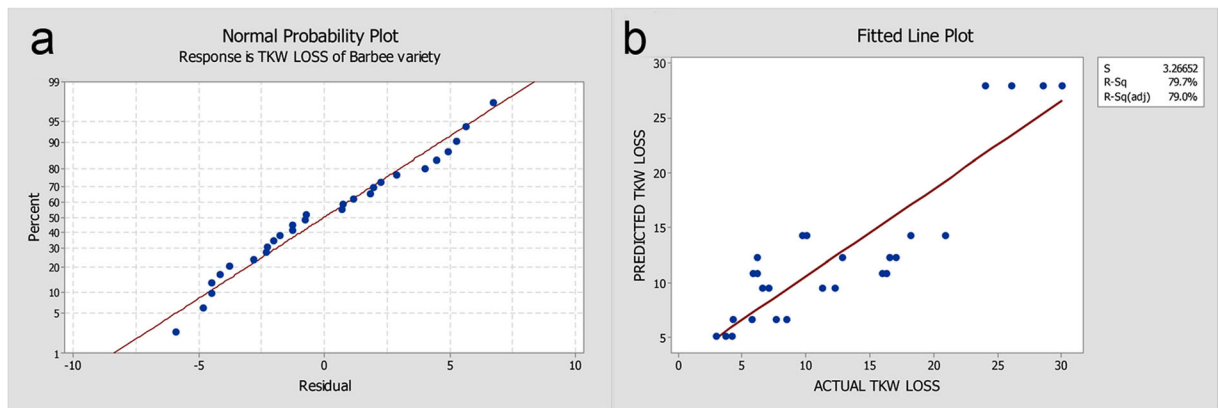 a
Normal Probability Plot
Response is TKW LOSS of Barbee variety
99
95
90
80
70
60
50
40
30
20
10
5
1
Percent
-10 -5 0 5 10
Residual
b
Fitted Line Plot
30
25
20
15
10
5
PREDICTED TKW LOSS
0 5 10 15 20 25 30
ACTUAL TKW LOSS
S 3.26652
R-Sq 79.7%
R-Sq(adj) 79.0%